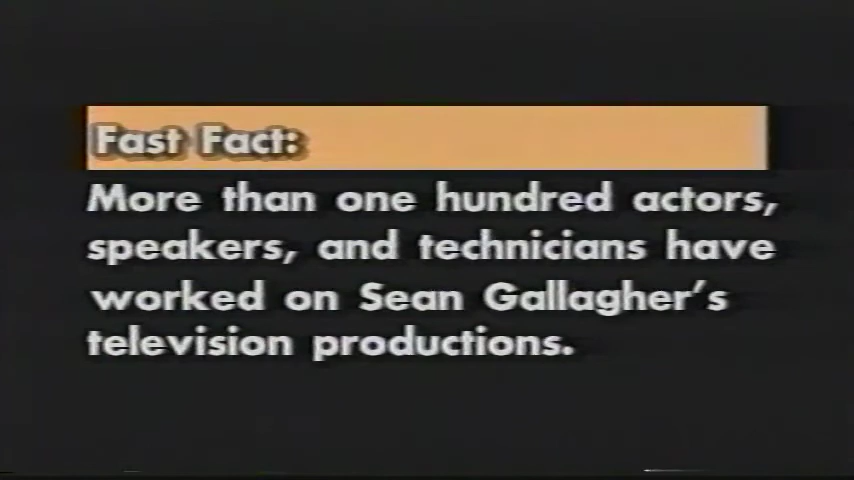 Fast Fact:
More than one hundred actors,
speakers, and technicians have
worked on Sean Gallagher's
television productions.